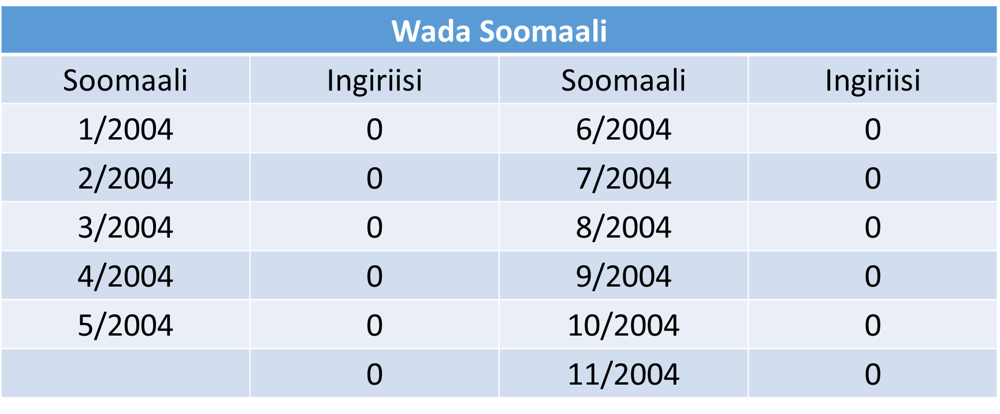 Wada Soomaali
Soomaali Ingiriisi Soomaali Ingiriisi
1/2004 0 6/2004 0
2/2004 0 7/2004 0
3/2004 0 8/2004 0
4/2004 0 9/2004 0
5/2004 0 10/2004 0
0 11/2004 0